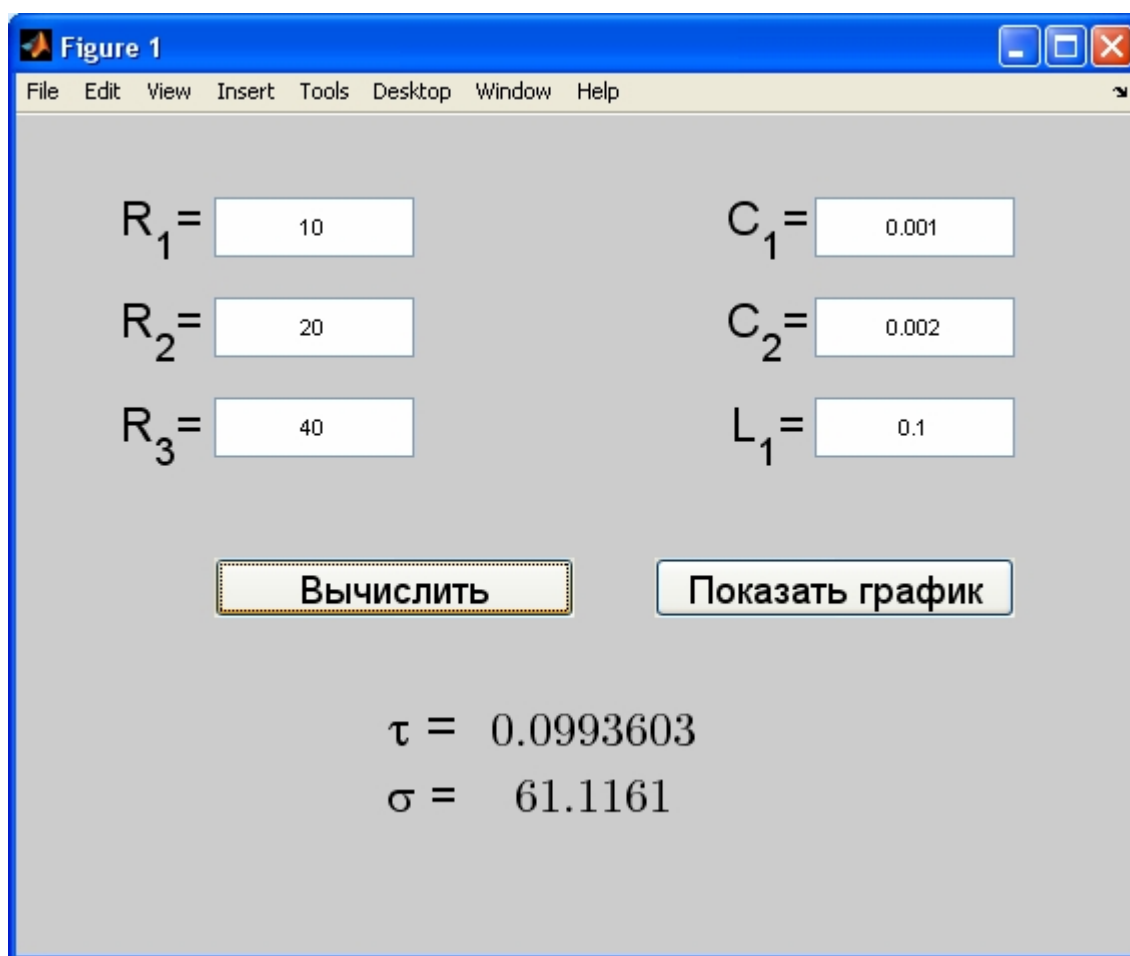 Figure 1
File Edit View Insert Tools Desktop Window Help
R1= 10 C1= 0.001
R2= 20 C2= 0.002
R3= 40 L1= 0.1
Вычислить Показать график
τ = 0.0993603
σ = 61.1161